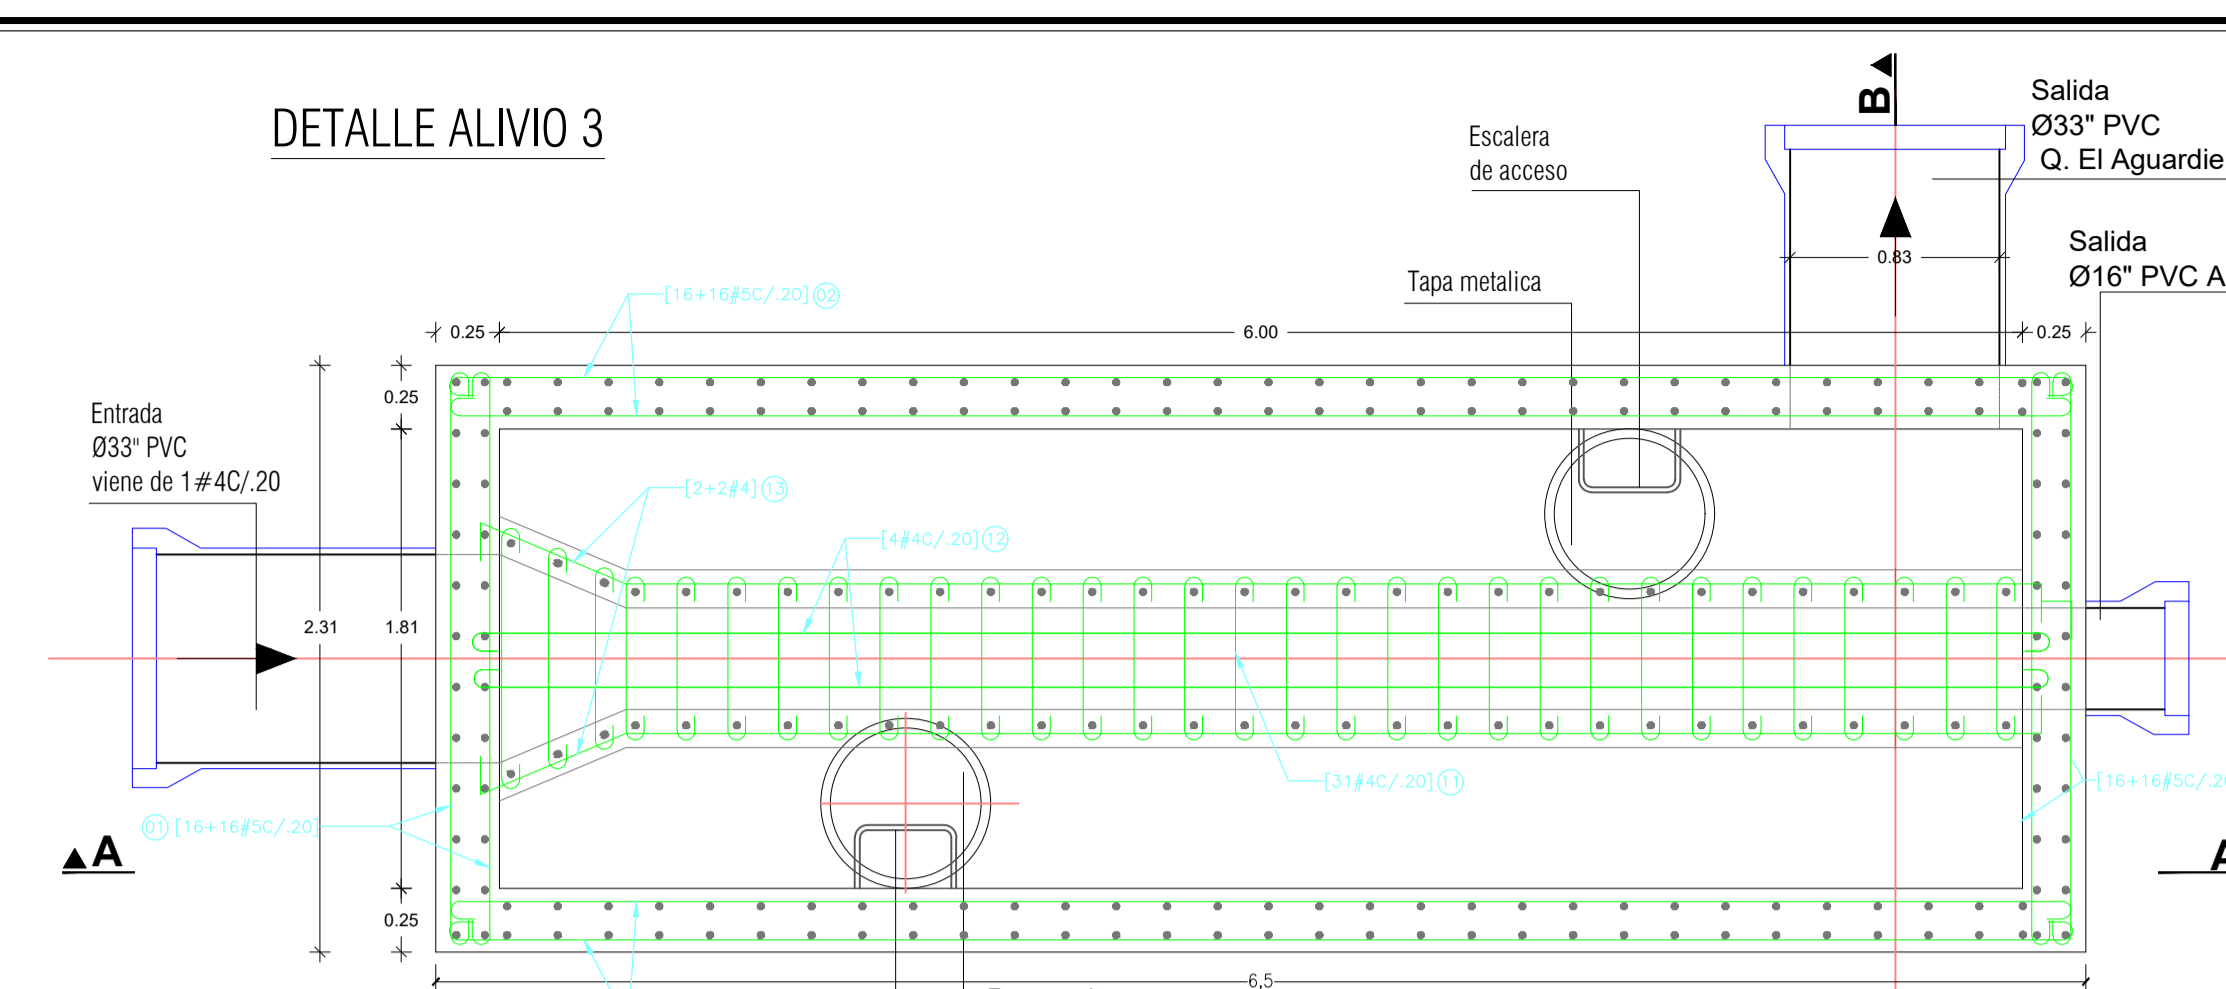 DETALLE ALIVIO 3
B
Salida
Ø33" PVC
Q. El Aguardie
Escalera
de acceso
Salida
Ø16" PVC A
0.83
Tapa metalica
[16+16#5C/.20] 02
0.25
6.00
0.25
0.25
Entrada
Ø33" PVC
viene de 1#4C/.20
[2+2#4] 13
[4#4C/.20] 12
2.31
1.81
[31#4C/.20] 11
[16+16#5C/.20
01 [16+16#5C/.20]
A
A
0.25
6,5